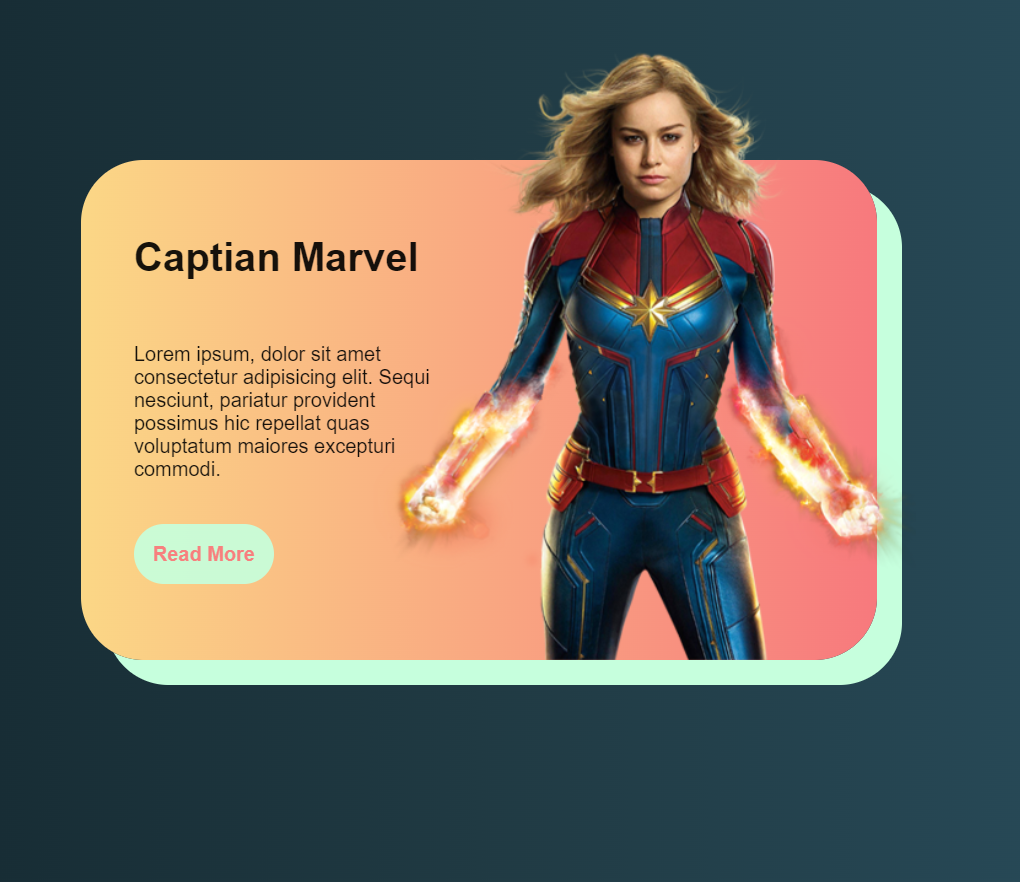 Captian Marvel
Lorem ipsum, dolor sit amet
consectetur adipisicing elit. Sequi
nesciunt, pariatur provident
possimus hic repellat quas
voluptatum maiores excepturi
commodi.
Read More